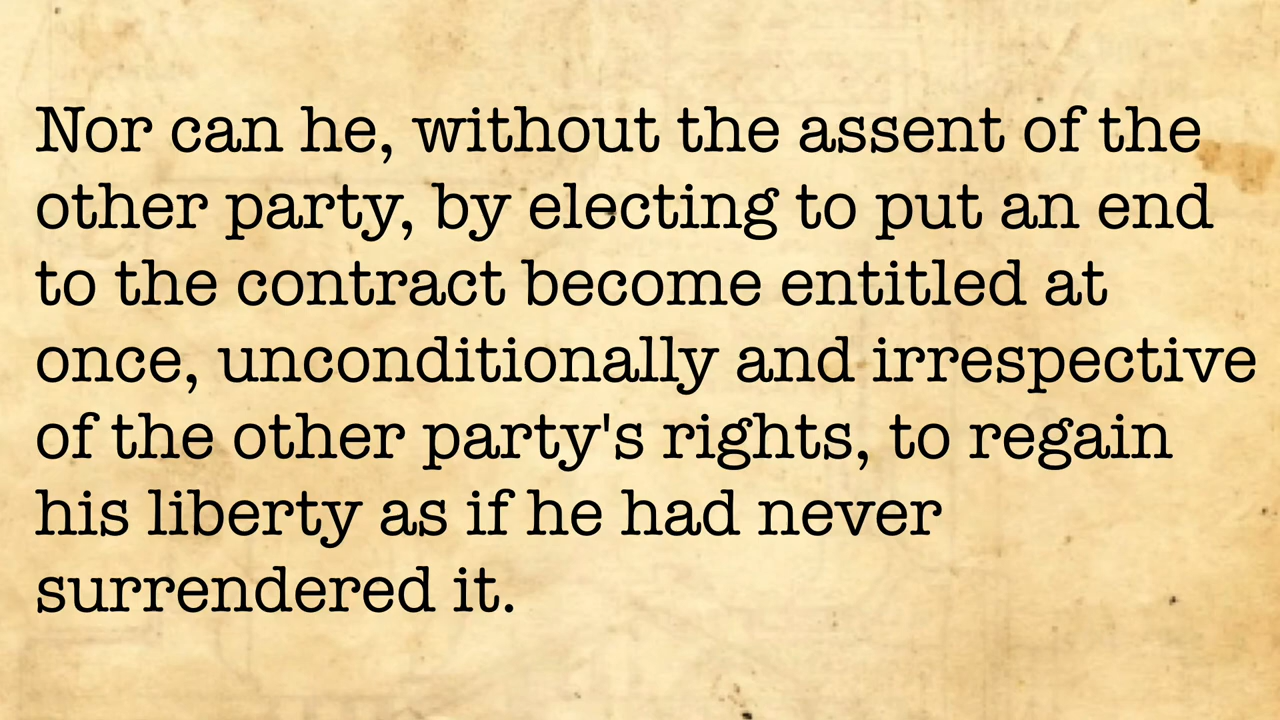 Nor can he, without the assent of the
other party, by electing to put an end
to the contract become entitled at
once, unconditionally and irrespective
of the other party's rights, to regain
his liberty as if he had never
surrendered it.